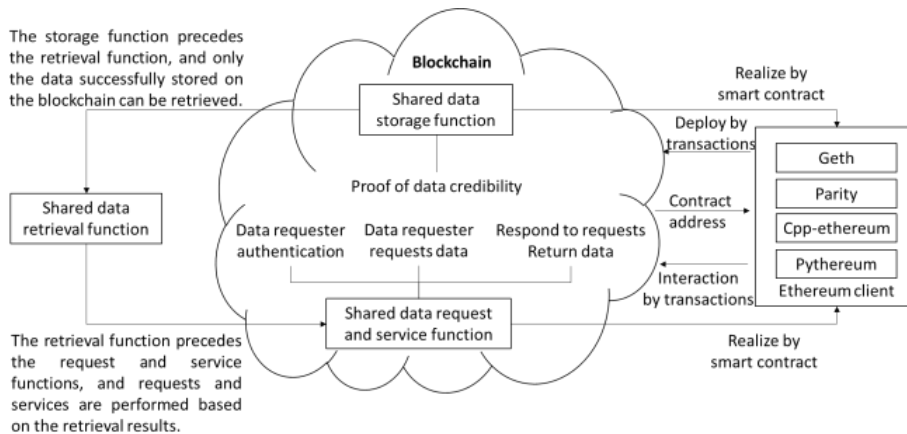 The storage function precedes
the retrieval function, and only
the data successfully stored on
the blockchain can be retrieved.
Blockchain
Shared data
storage function
Realize by
smart contract
Deploy by
transactions
Geth
Parity
Cpp-ethereum
Pythereum
Ethereum client
Proof of data credibility
Shared data
retrieval function
Contract
address
Data requester
authentication
Data requester
requests data
Respond to requests
Return data
Interaction
by transactions
Shared data request
and service function
Realize by
smart contract
The retrieval function precedes
the request and service
functions, and requests and
services are performed based
on the retrieval results.